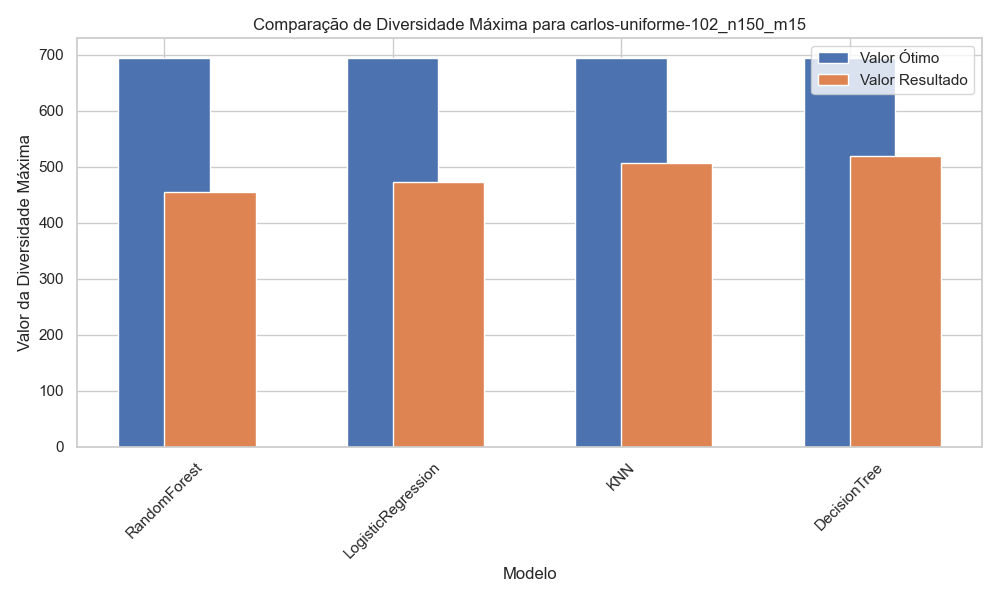 Comparação de Diversidade Máxima para carlos-uniforme-102_n150_m15
Valor Ótimo
Valor Resultado
Valor da Diversidade Máxima
700
600
500
400
300
200
100
0
RandomForest
LogisticRegression
KNN
DecisionTree
Modelo